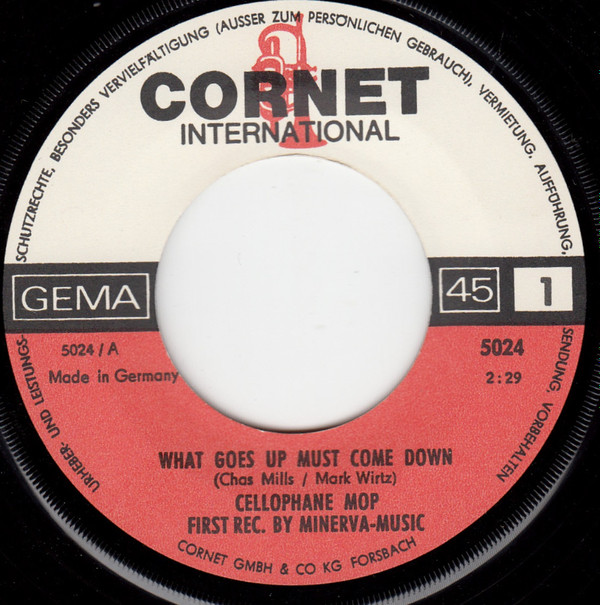 SCHUTZRECHTE, BESONDERS VERVIELFÄLTIGUNG (AUSSER ZUM PERSÖNLICHEN GEBRAUCH), VERMIETUNG, AUFFÜHRUNG,
CORNET
INTERNATIONAL
GEMA
45
1
5024 / A
Made in Germany
5024
2:29
URHEBER- UND LEISTUNGS-
SENDUNG, VORBEHALTEN
WHAT GOES UP MUST COME DOWN
(Chas Mills / Mark Wirtz)
CELLOPHANE MOP
FIRST REC. BY MINERVA-MUSIC
CORNET GMBH & CO KG FORSBACH